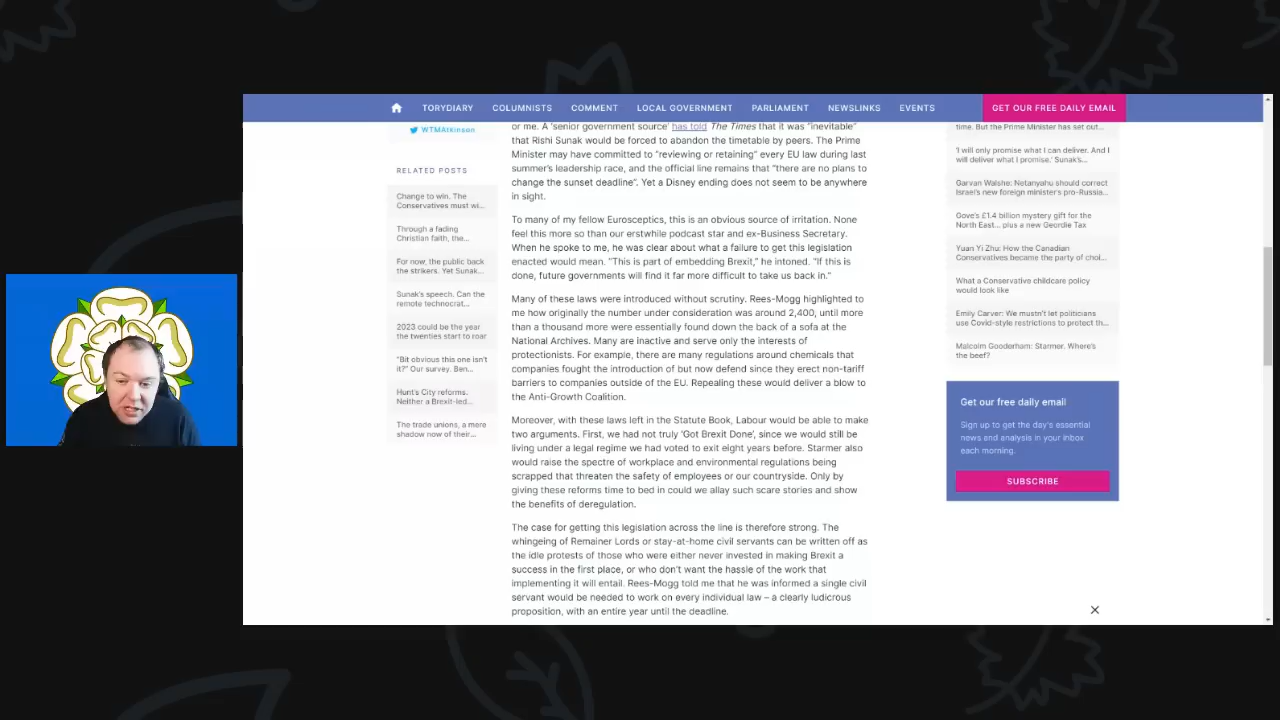 TORYDIARY COLUMNISTS COMMENT LOCAL GOVERNMENT PARLIAMENT NEWSLINKS EVENTS GET OUR FREE DAILY EMAIL
WTMAtkinson
RELATED POSTS
Change to win. The
Conservatives must wi...
Through a fading
Christian faith, the...
For now, the public back
the strikers. Yet Sunak...
Sunak's speech. Can the
remote technocrat...
2023 could be the year
the twenties start to roar
"Bit obvious this one isn't
it?" Our survey. Ben...
Hunt's City reforms.
Neither a Brexit-led...
The trade unions, a mere
shadow now of their...
or me. A 'senior government source' has told The Times that it was "inevitable"
that Rishi Sunak would be forced to abandon the timetable by peers. The Prime
Minister may have committed to "reviewing or retaining" every EU law during last
summer's leadership race, and the official line remains that "there are no plans to
change the sunset deadline". Yet a Disney ending does not seem to be anywhere
in sight.
To many of my fellow Eurosceptics, this is an obvious source of irritation. None
feel this more so than our erstwhile podcast star and ex-Business Secretary.
When he spoke to me, he was clear about what a failure to get this legislation
enacted would mean. "This is part of embedding Brexit," he intoned. "If this is
done, future governments will find it far more difficult to take us back in."
Many of these laws were introduced without scrutiny. Rees-Mogg highlighted to
me how originally the number under consideration was around 2,400, until more
than a thousand more were essentially found down the back of a sofa at the
National Archives. Many are inactive and serve only the interests of
protectionists. For example, there are many regulations around chemicals that
companies fought the introduction of but now defend since they erect non-tariff
barriers to companies outside of the EU. Repealing these would deliver a blow to
the Anti-Growth Coalition.
Moreover, with these laws left in the Statute Book, Labour would be able to make
two arguments. First, we had not truly 'Got Brexit Done', since we would still be
living under a legal regime we had voted to exit eight years before. Starmer also
would raise the spectre of workplace and environmental regulations being
scrapped that threaten the safety of employees or our countryside. Only by
giving these reforms time to bed in could we allay such scare stories and show
the benefits of deregulation.
The case for getting this legislation across the line is therefore strong. The
whingeing of Remainer Lords or stay-at-home civil servants can be written off as
the idle protests of those who were either never invested in making Brexit a
success in the first place, or who don't want the hassle of the work that
implementing it will entail. Rees-Mogg told me that he was informed a single civil
servant would be needed to work on every individual law – a clearly ludicrous
proposition, with an entire year until the deadline.
time. But the Prime Minister has set out...
'I will only promise what I can deliver. And I
will deliver what I promise.' Sunak's...
Garvan Walshe: Netanyahu should correct
Israel's new foreign minister's pro-Russia...
Gove's £1.4 billion mystery gift for the
North East... plus a new Geordie Tax
Yuan Yi Zhu: How the Canadian
Conservatives became the party of choi...
What a Conservative childcare policy
would look like
Emily Carver: We mustn't let politicians
use Covid-style restrictions to protect th...
Malcolm Gooderham: Starmer. Where's
the beef?
Get our free daily email
Sign up to get the day's essential
news and analysis in your inbox
each morning.
SUBSCRIBE